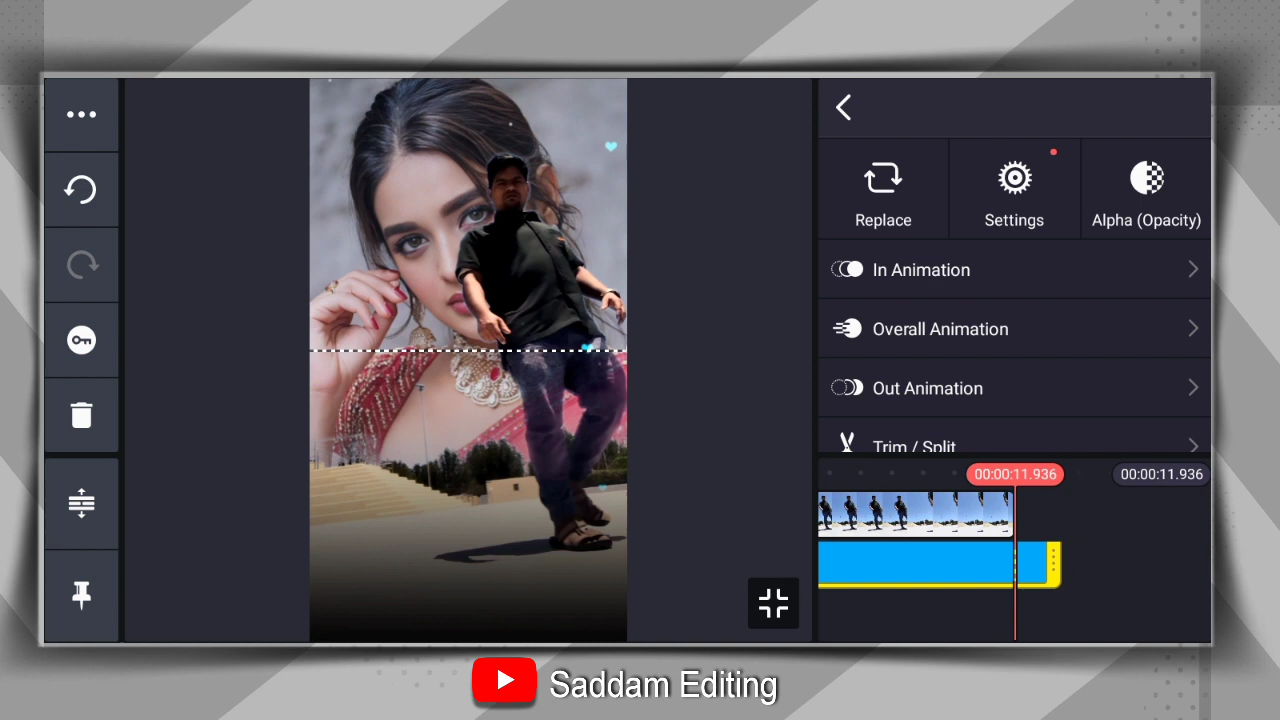 Replace
Settings
Alpha (Opacity)
In Animation
Overall Animation
Out Animation
Trim / Split
00:00:11.936
00:00:11.936
Saddam Editing